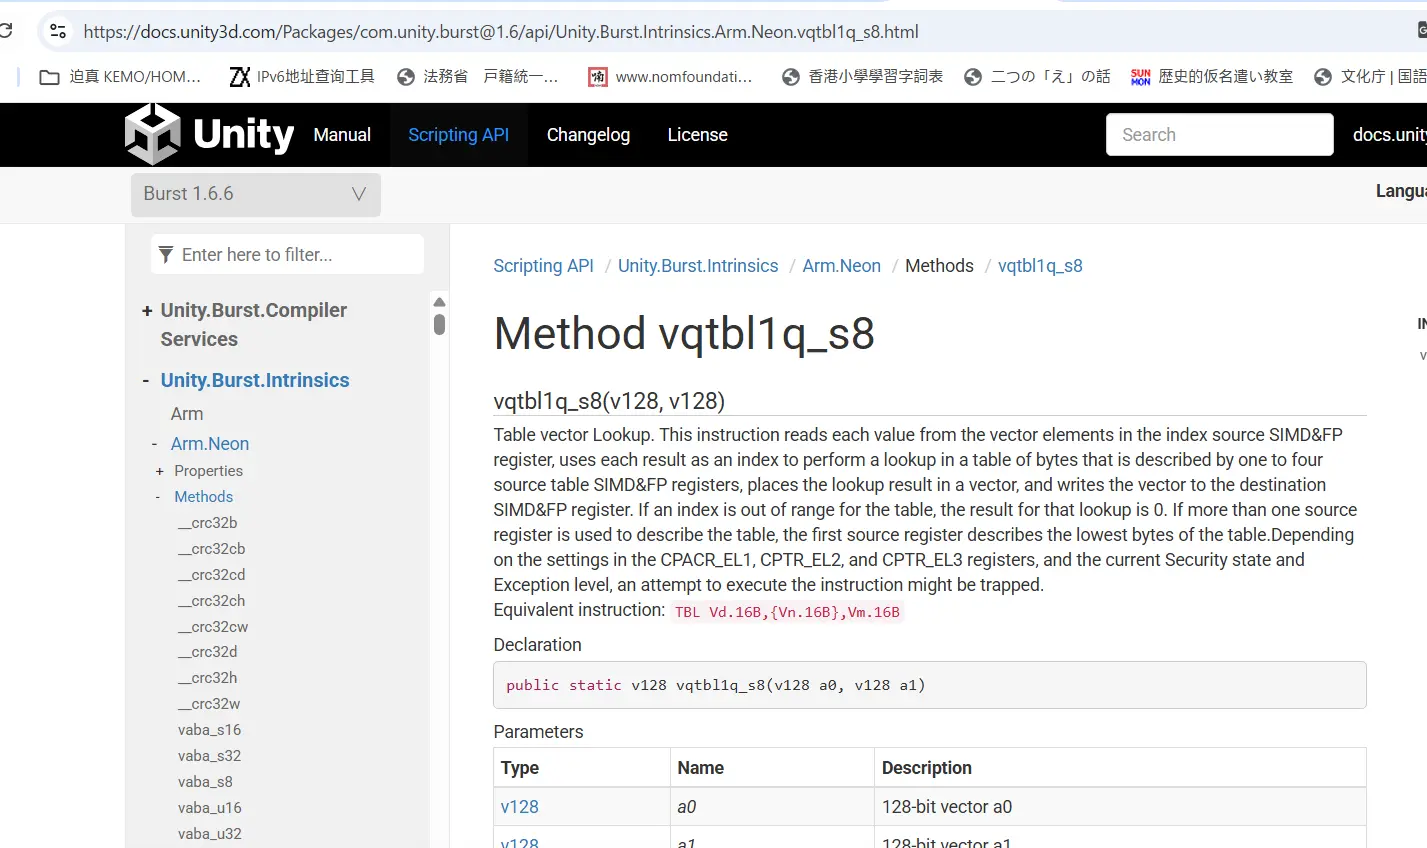 https://docs.unity3d.com/Packages/com.unity.burst@1.6/api/Unity.Burst.Intrinsics.Arm.Neon.vqtbl1q_s8.html
迫真 KEMO/HOM... IPv6地址查询工具 法務省 戸籍統一... www.nomfoundati... 香港小學學習字詞表 二つの「え」の話 SUN MON 歴史的仮名遣い教室 文化庁 | 国語
Unity Manual Scripting API Changelog License Search docs.unity
Burst 1.6.6
Langua
Enter here to filter...
+ Unity.Burst.Compiler
Services
- Unity.Burst.Intrinsics
Arm
- Arm.Neon
+ Properties
- Methods
__crc32b
__crc32cb
__crc32cd
__crc32ch
__crc32cw
__crc32d
__crc32h
__crc32w
vaba_s16
vaba_s32
vaba_s8
vaba_u16
vaba_u32
Scripting API / Unity.Burst.Intrinsics / Arm.Neon / Methods / vqtbl1q_s8
Method vqtbl1q_s8
vqtbl1q_s8(v128, v128)
Table vector Lookup. This instruction reads each value from the vector elements in the index source SIMD&FP
register, uses each result as an index to perform a lookup in a table of bytes that is described by one to four
source table SIMD&FP registers, places the lookup result in a vector, and writes the vector to the destination
SIMD&FP register. If an index is out of range for the table, the result for that lookup is 0. If more than one source
register is used to describe the table, the first source register describes the lowest bytes of the table.Depending
on the settings in the CPACR_EL1, CPTR_EL2, and CPTR_EL3 registers, and the current Security state and
Exception level, an attempt to execute the instruction might be trapped.
Equivalent instruction: TBL Vd.16B,{Vn.16B},Vm.16B
Declaration
public static v128 vqtbl1q_s8(v128 a0, v128 a1)
Parameters
Type Name Description
v128 a0 128-bit vector a0
v128 a1 128-bit vector a1